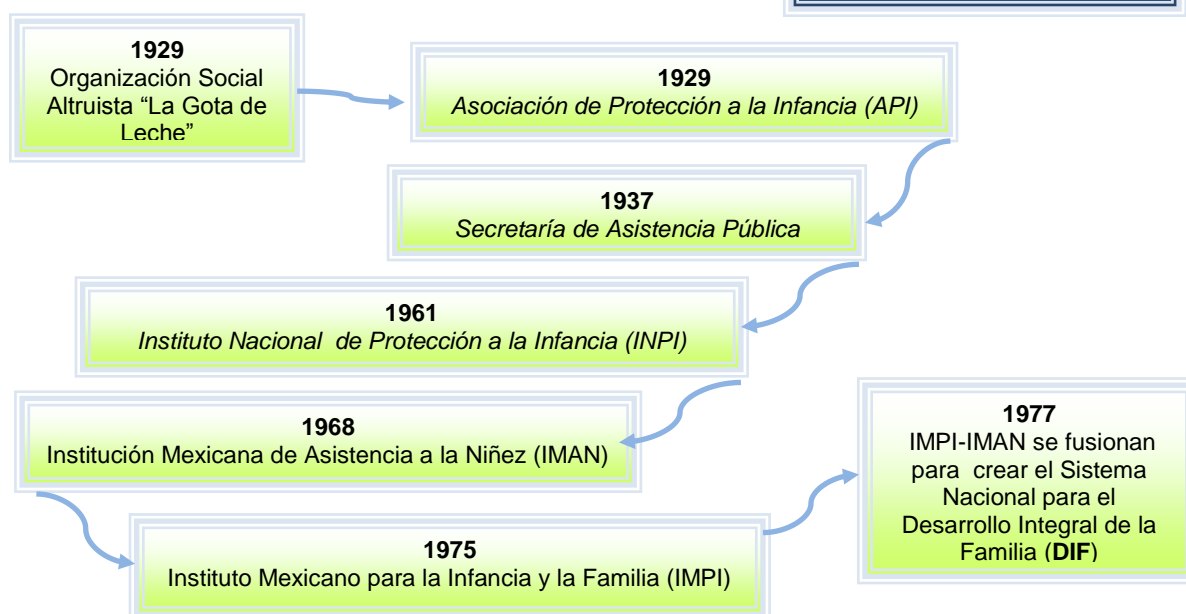 1929
Organización Social
Altruista “La Gota de
Leche”
1929
Asociación de Protección a la Infancia (API)
1937
Secretaría de Asistencia Pública
1961
Instituto Nacional  de Protección a la Infancia (INPI)
1968
Institución Mexicana de Asistencia a la Niñez (IMAN)
1975
Instituto Mexicano para la Infancia y la Familia (IMPI)
1977
IMPI-IMAN se fusionan
para  crear el Sistema
Nacional para el
Desarrollo Integral de la
Familia (DIF)